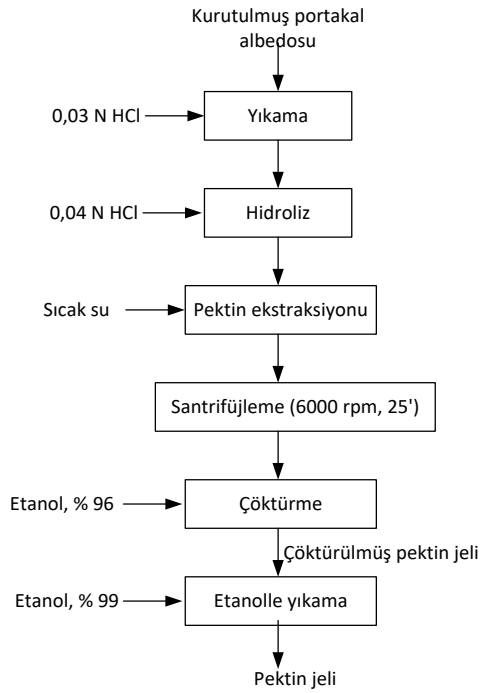 Kurutulmuş portakal
albedosu
0,03 N HCl
Yıkama
0,04 N HCl
Hidroliz
Sıcak su
Pektin ekstraksiyonu
Santrifüjleme (6000 rpm, 25')
Etanol, % 96
Çöktürme
Çöktürülmüş pektin jeli
Etanol, % 99
Etanolle yıkama
Pektin jeli